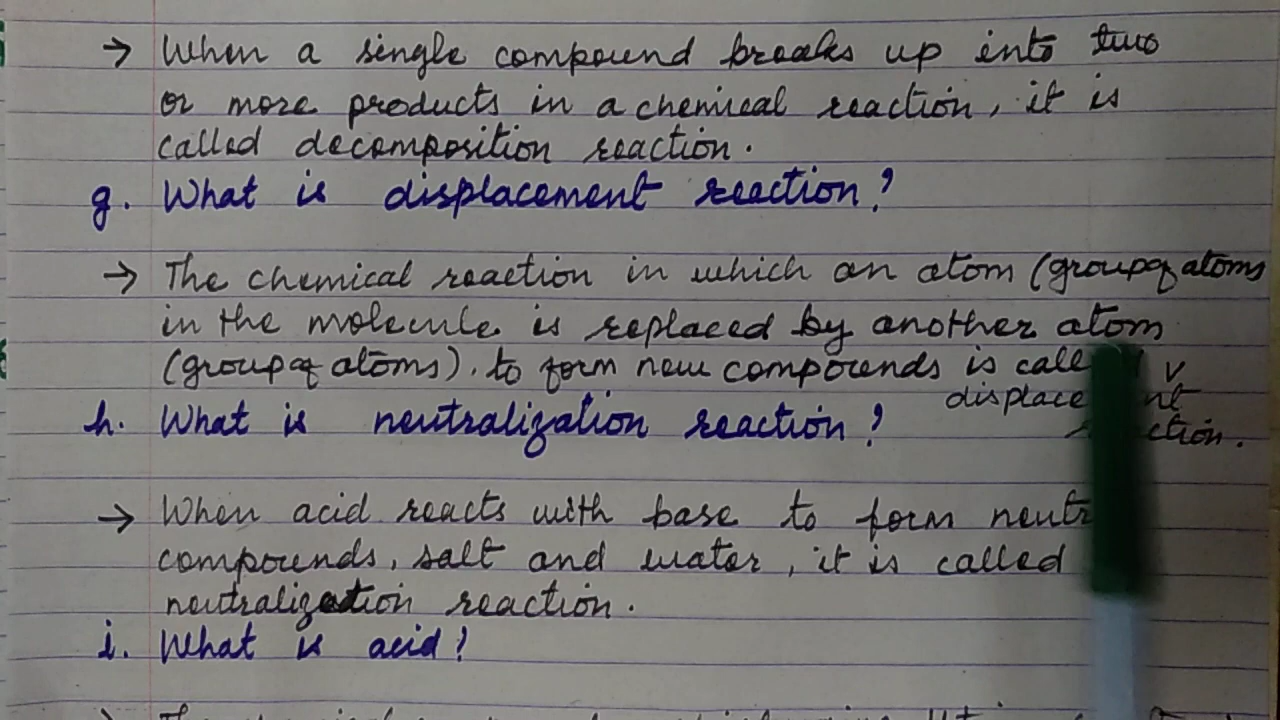 → When a single compound breaks up into two
or more products in a chemical reaction, it is
called decomposition reaction.
g. What is displacement reaction?
→ The chemical reaction in which an atom (group of atoms
in the molecule is replaced by another atom
(group of atoms). to form new compounds is
displace
h. What is neutralization reaction?
→ When acid reacts with base to form
compounds, salt and water, it is called
neutralization reaction.
i. What is acid?